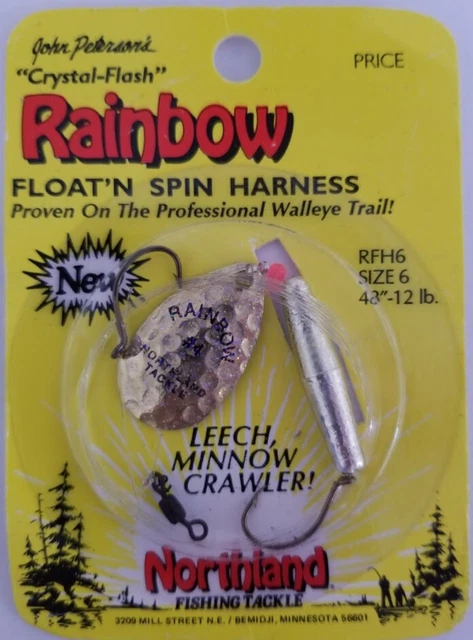 John Peterson's
PRICE
"Crystal-Flash"
Rainbow
FLOAT'N SPIN HARNESS
Proven On The Professional Walleye Trail!
RFH6
SIZE 6
48"-12 lb.
New
RAINBOW
#4
NORTHLAND
TACKLE
LEECH,
MINNOW
& CRAWLER!
Northland
FISHING TACKLE
3209 MILL STREET N.E. / BEMIDJI, MINNESOTA 56601